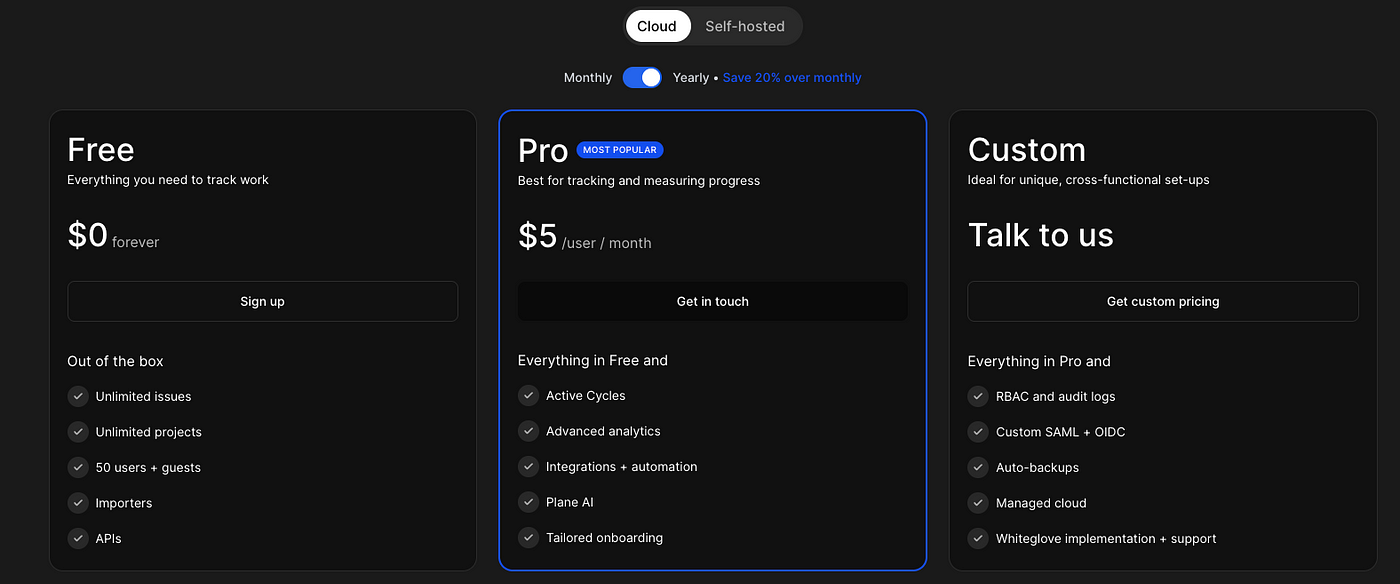 Cloud Self-hosted
Monthly Yearly • Save 20% over monthly
Free
Everything you need to track work
$0 forever
Sign up
Out of the box
Unlimited issues
Unlimited projects
50 users + guests
Importers
APIs
Pro MOST POPULAR
Best for tracking and measuring progress
$5 /user / month
Get in touch
Everything in Free and
Active Cycles
Advanced analytics
Integrations + automation
Plane AI
Tailored onboarding
Custom
Ideal for unique, cross-functional set-ups
Talk to us
Get custom pricing
Everything in Pro and
RBAC and audit logs
Custom SAML + OIDC
Auto-backups
Managed cloud
Whiteglove implementation + support